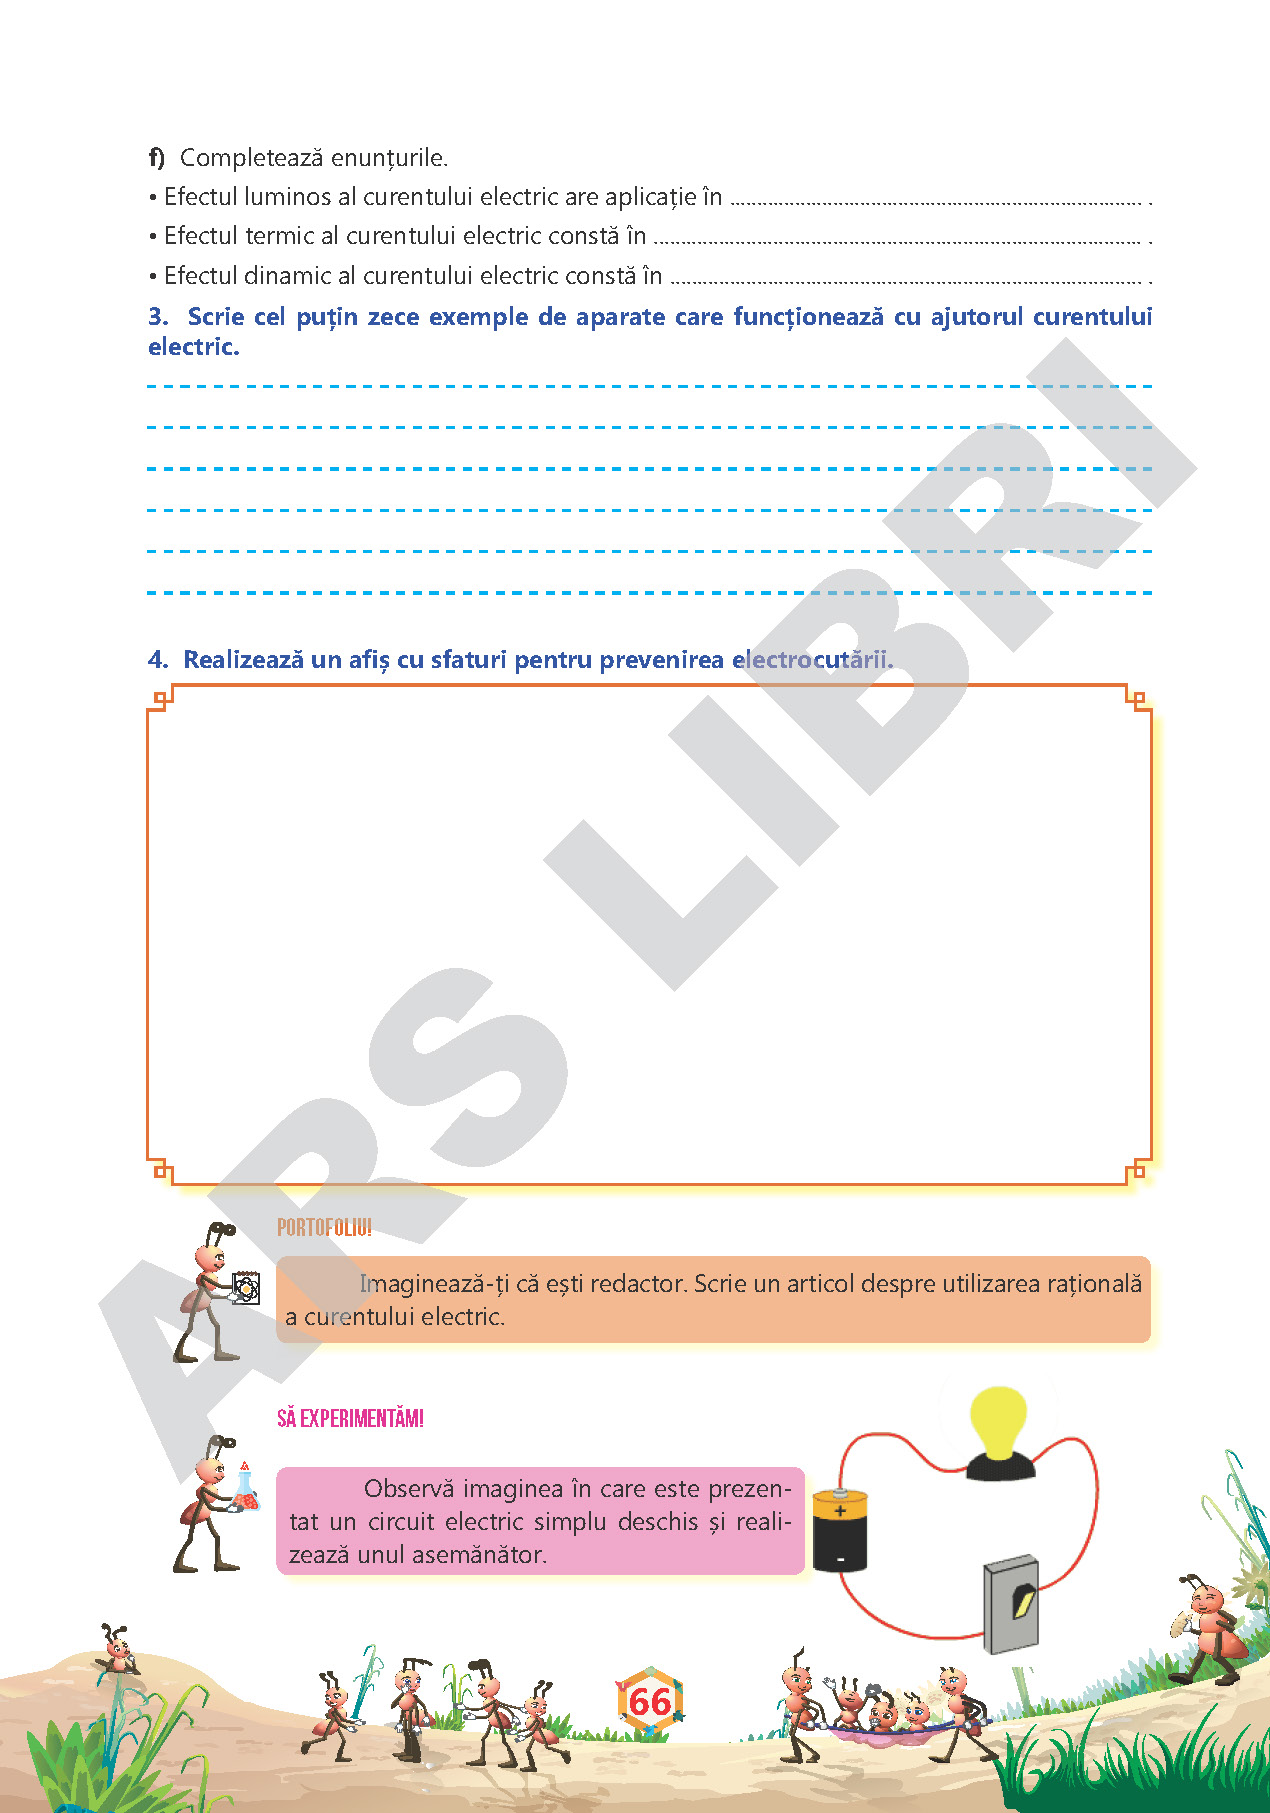 f) Completează enunțurile.
• Efectul luminos al curentului electric are aplicație în ............................................................................ .
• Efectul termic al curentului electric constă în .......................................................................................... .
• Efectul dinamic al curentului electric constă în ....................................................................................... .
3. Scrie cel puțin zece exemple de aparate care funcționează cu ajutorul curentului
electric.
4. Realizează un afiș cu sfaturi pentru prevenirea electrocutării.
ARS LIBRI
PORTOFOLIU!
Imaginează-ți că ești redactor. Scrie un articol despre utilizarea rațională
a curentului electric.
SĂ EXPERIMENTĂM!
Observă imaginea în care este prezen-
tat un circuit electric simplu deschis și reali-
zează unul asemănător.
+
-
66